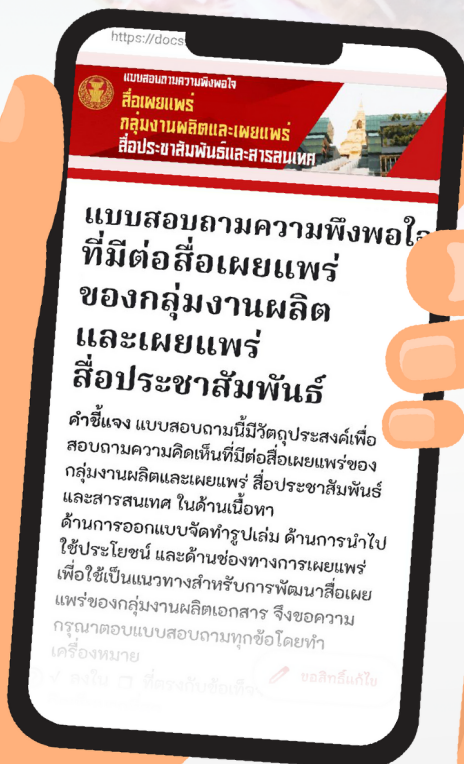 https://docs
แบบสอบถามความพึงพอใจ
สื่อเผยแพร่
กลุ่มงานผลิตและเผยแพร่
สื่อประชาสัมพันธ์และสารสนเทศ
แบบสอบถามความพึงพอใจ
ที่มีต่อสื่อเผยแพร่
ของกลุ่มงานผลิต
และเผยแพร่
สื่อประชาสัมพันธ์
คำชี้แจง แบบสอบถามนี้มีวัตถุประสงค์เพื่อ
สอบถามความคิดเห็นที่มีต่อสื่อเผยแพร่ของ
กลุ่มงานผลิตและเผยแพร่ สื่อประชาสัมพันธ์
และสารสนเทศ ในด้านเนื้อหา
ด้านการออกแบบจัดทำรูปเล่ม ด้านการนำไป
ใช้ประโยชน์ และด้านช่องทางการเผยแพร่
เพื่อใช้เป็นแนวทางสำหรับการพัฒนาสื่อเผย
แพร่ของกลุ่มงานผลิตเอกสาร จึงขอความ
กรุณาตอบแบบสอบถามทุกข้อโดยทำ
เครื่องหมาย
✓ ลงใน □ ที่ตรงกับข้อเท็จ
ขอสิทธิ์แก้ไข